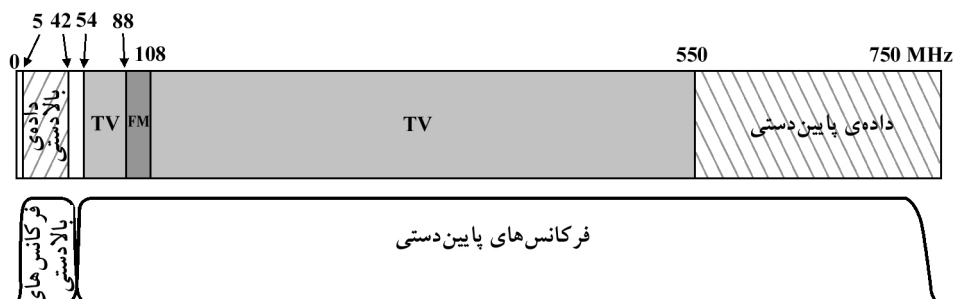 5 42 54 88
0 108 550 750 MHz
داده‌ی بالادستی TV FM TV داده‌ی پایین‌دستی
فرکانس‌های بالادستی فرکانس‌های پایین‌دستی